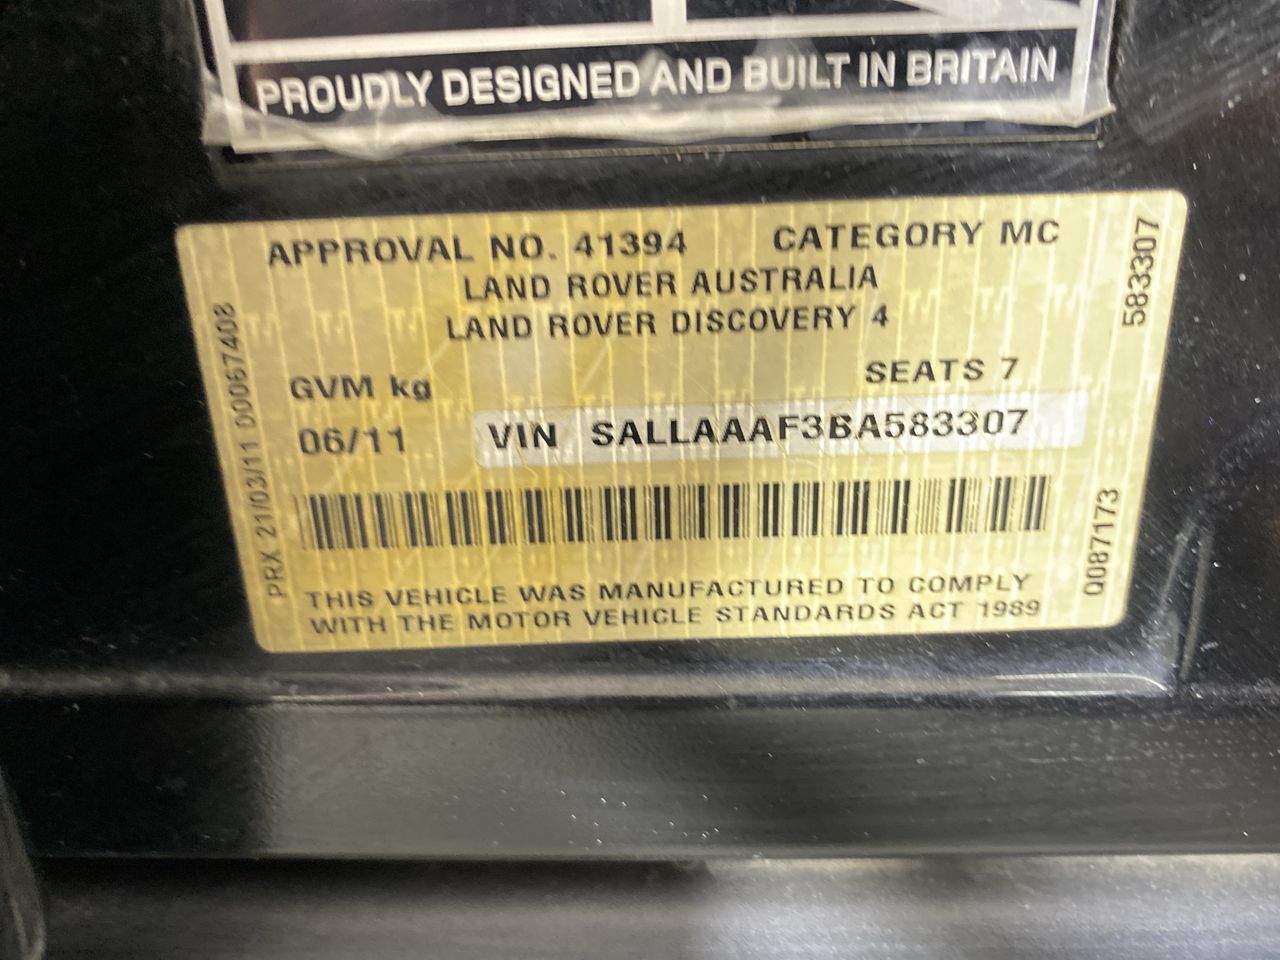 PROUDLY DESIGNED AND BUILT IN BRITAIN
APPROVAL NO. 41394 CATEGORY MC
LAND ROVER AUSTRALIA
LAND ROVER DISCOVERY 4
GVM kg SEATS 7
06/11 VIN SALLAAAF3BA583307
THIS VEHICLE WAS MANUFACTURED TO COMPLY
WITH THE MOTOR VEHICLE STANDARDS ACT 1989
PRX 21/03/11 00067408
583307
Q087173